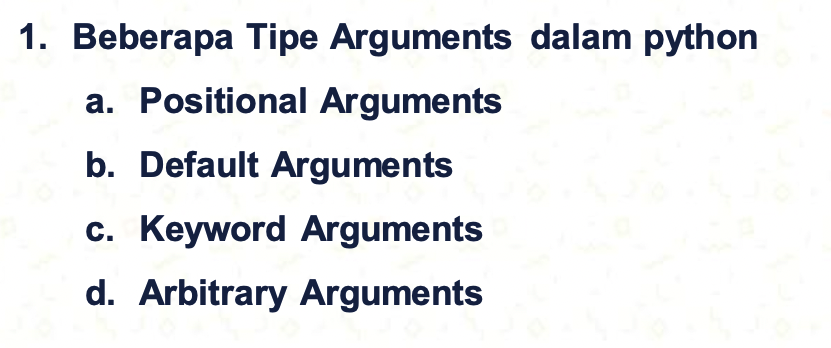 1. Beberapa Tipe Arguments dalam python
a. Positional Arguments
b. Default Arguments
c. Keyword Arguments
d. Arbitrary Arguments